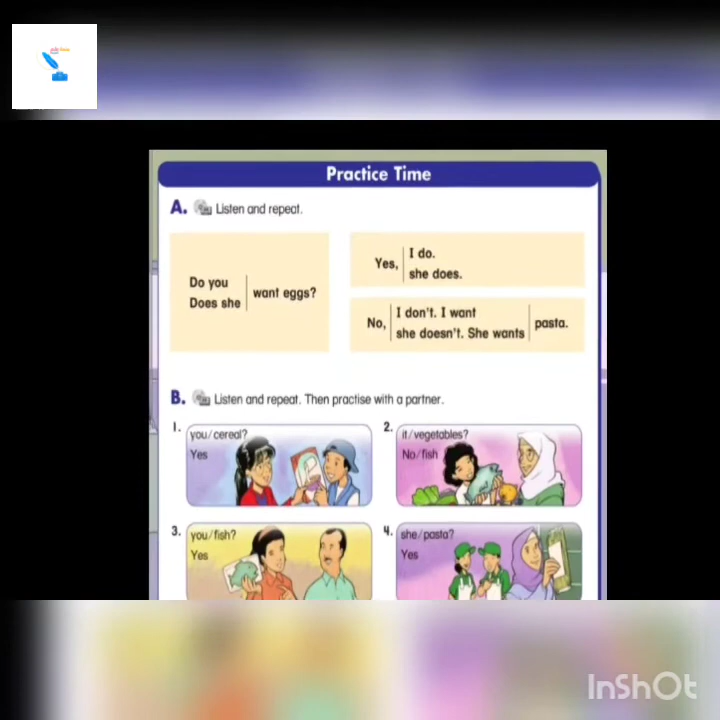 Practice Time
A. Listen and repeat.
Do you
Does she
want eggs?
Yes,
I do.
she does.
No,
I don't. I want
she doesn't. She wants
pasta.
B. Listen and repeat. Then practise with a partner.
1. you/cereal?
Yes
2. it/vegetables?
No/fish
3. you/fish?
Yes
4. she/pasta?
Yes
InShOt